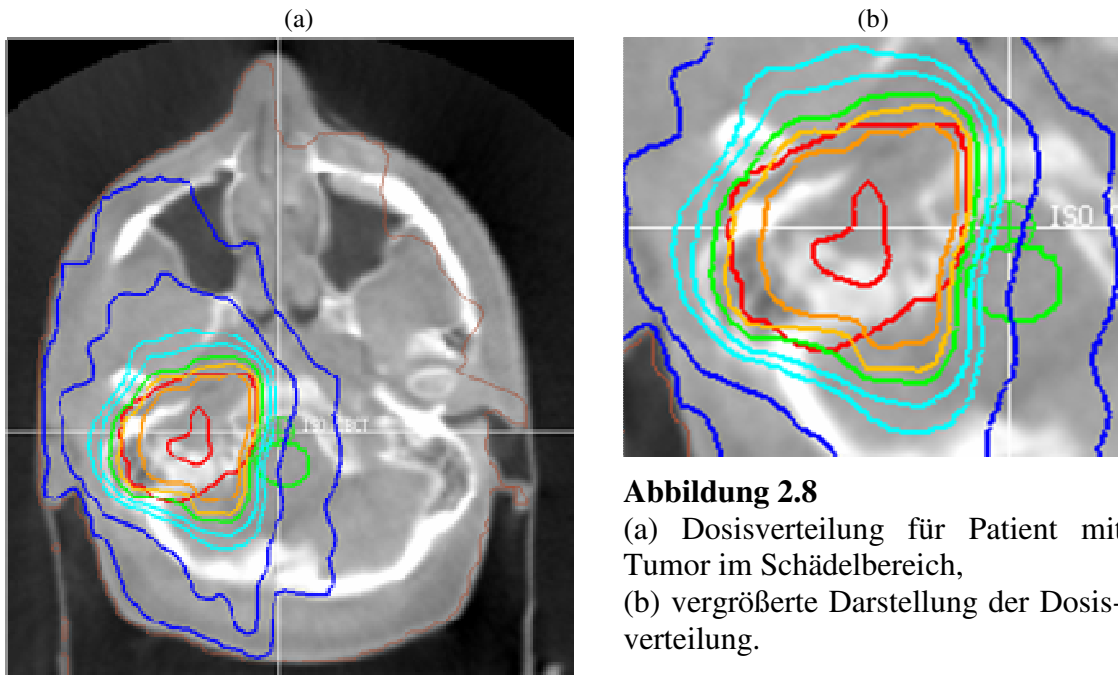 (a)
(b)
ISO
Abbildung 2.8
(a) Dosisverteilung für Patient mit
Tumor im Schädelbereich,
(b) vergrößerte Darstellung der Dosis-
verteilung.